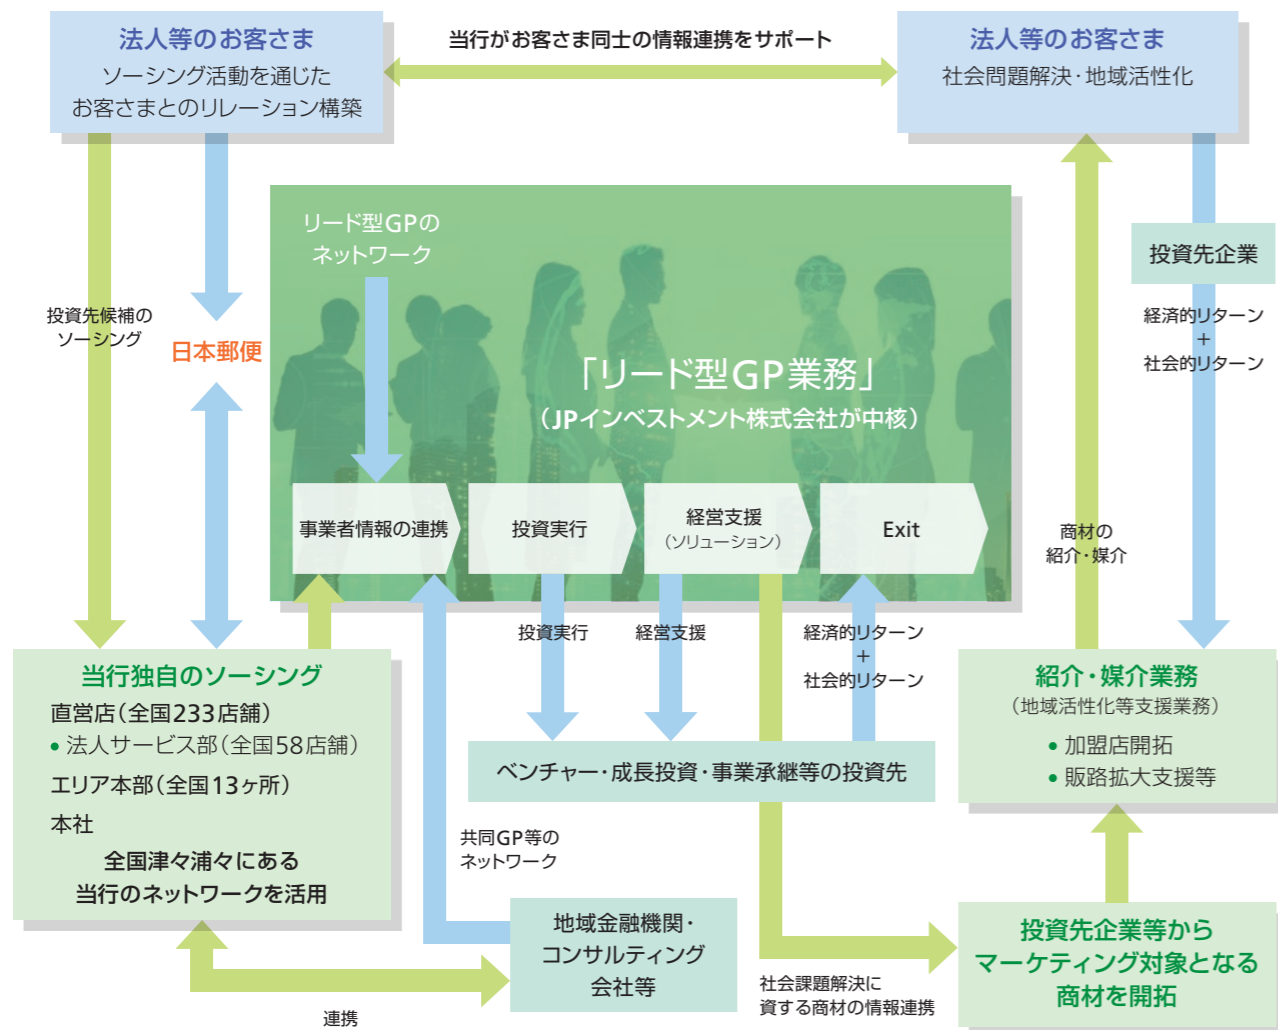 法人等のお客さま
ソーシング活動を通じた
お客さまとのリレーション構築
当行がお客さま同士の情報連携をサポート
法人等のお客さま
社会問題解決・地域活性化
リード型GPの
ネットワーク
投資先企業
投資先候補の
ソーシング
日本郵便
経済的リターン
+
社会的リターン
「リード型GP業務」
(JPインベストメント株式会社が中核)
事業者情報の連携
投資実行
経営支援
(ソリューション)
Exit
商材の
紹介・媒介
投資実行
経営支援
経済的リターン
+
社会的リターン
当行独自のソーシング
直営店(全国233店舗)
• 法人サービス部(全国58店舗)
エリア本部(全国13ヶ所)
本社
全国津々浦々にある
当行のネットワークを活用
ベンチャー・成長投資・事業承継等の投資先
紹介・媒介業務
(地域活性化等支援業務)
• 加盟店開拓
• 販路拡大支援等
共同GP等の
ネットワーク
地域金融機関・
コンサルティング
会社等
連携
社会課題解決に
資する商材の情報連携
投資先企業等から
マーケティング対象となる
商材を開拓